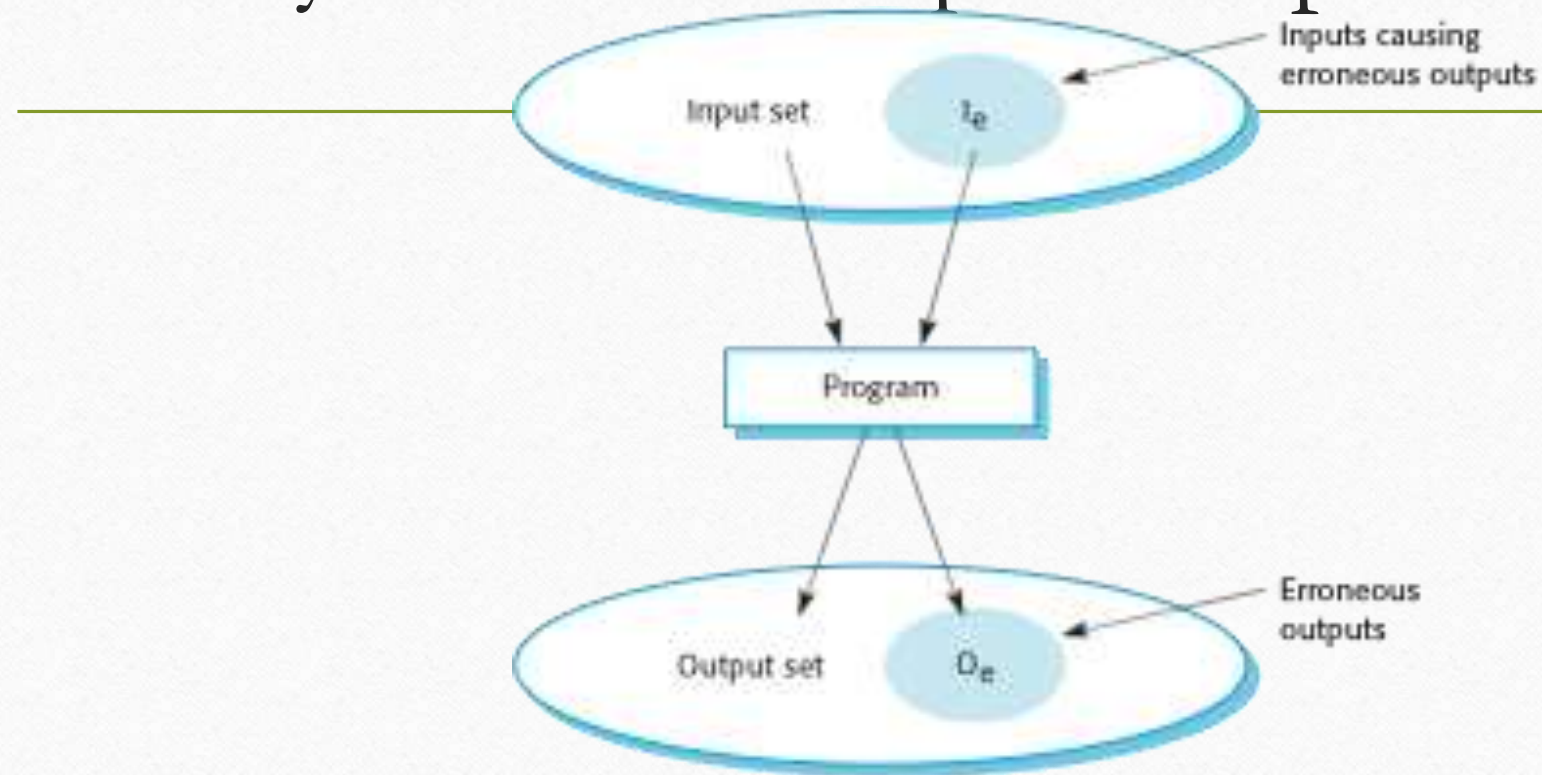 Inputs causing
erroneous outputs
Input set
Ie
Program
Erroneous
outputs
Output set
Oe